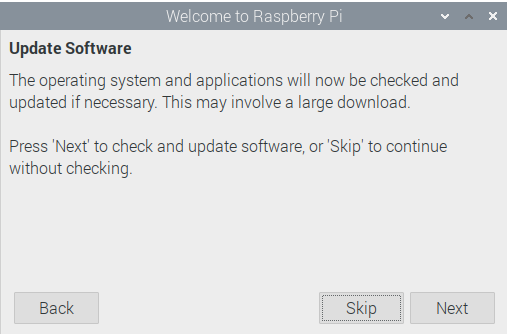 Welcome to Raspberry Pi
Update Software
The operating system and applications will now be checked and
updated if necessary. This may involve a large download.
Press 'Next' to check and update software, or 'Skip' to continue
without checking.
Back
Skip
Next